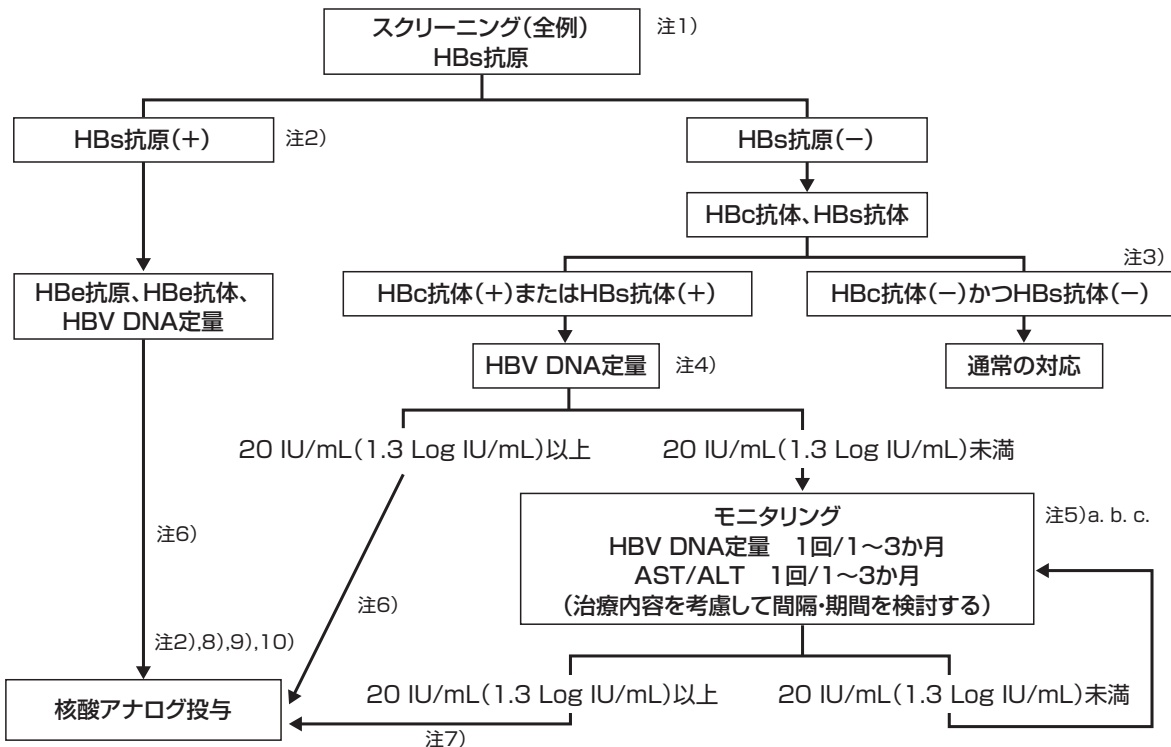 スクリーニング(全例)
HBs抗原
注1)
HBs抗原(+)
注2)
HBs抗原(−)
HBc抗体、HBs抗体
注3)
HBe抗原、HBe抗体、
HBV DNA定量
HBc抗体(+)またはHBs抗体(+)
HBc抗体(−)かつHBs抗体(−)
HBV DNA定量
注4)
通常の対応
20 IU/mL(1.3 Log IU/mL)以上
20 IU/mL(1.3 Log IU/mL)未満
モニタリング
HBV DNA定量 1回/1〜3か月
AST/ALT 1回/1〜3か月
(治療内容を考慮して間隔・期間を検討する)
注5)a. b. c.
注6)
注6)
注2),8),9),10)
核酸アナログ投与
20 IU/mL(1.3 Log IU/mL)以上
20 IU/mL(1.3 Log IU/mL)未満
注7)